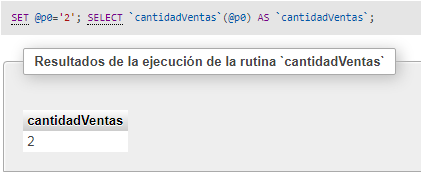 SET @p0='2'; SELECT `cantidadVentas`(@p0) AS `cantidadVentas`;
Resultados de la ejecución de la rutina `cantidadVentas`
cantidadVentas
2